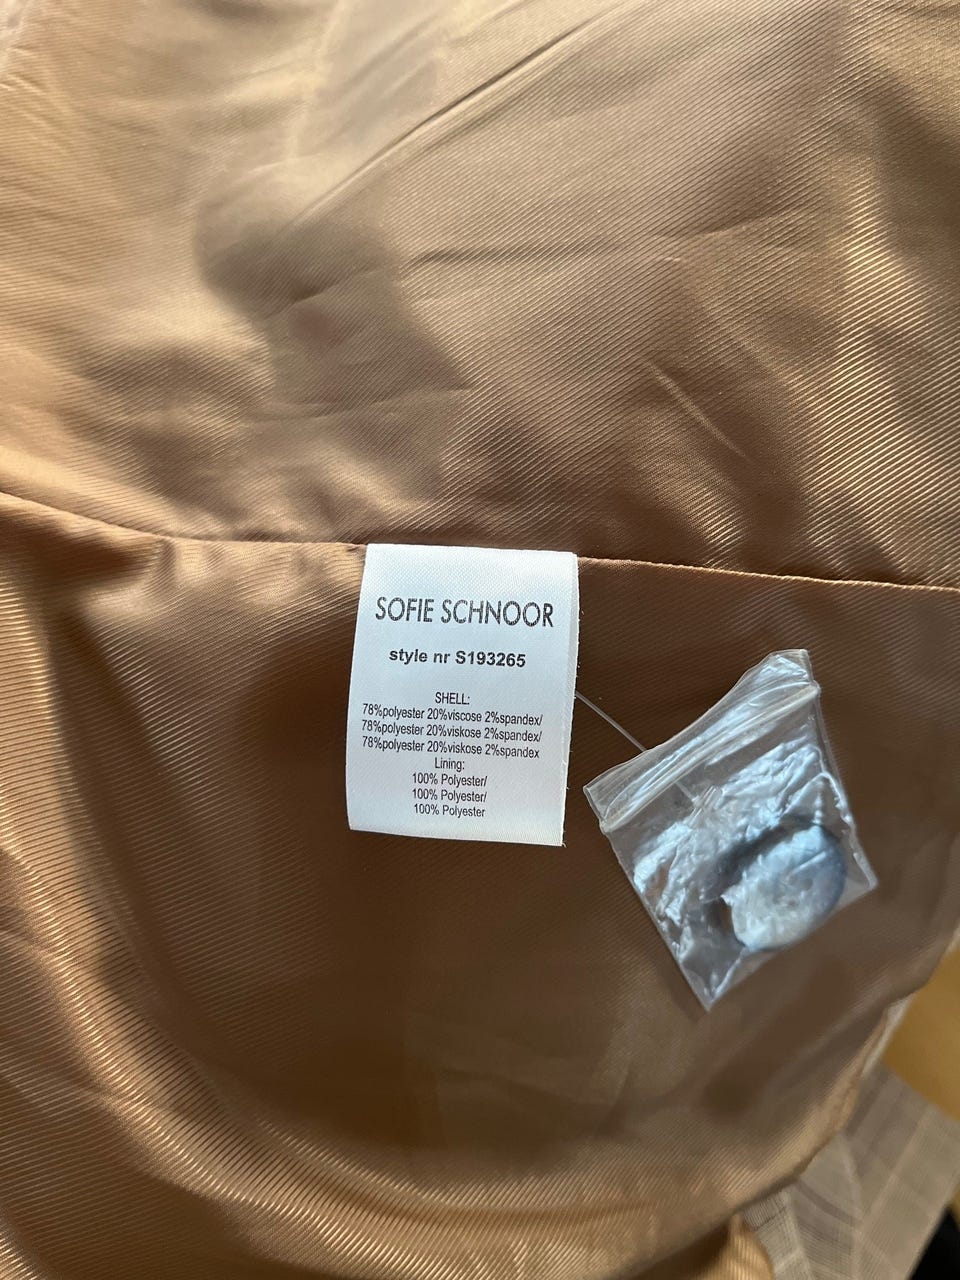 SOFIE SCHNOOR
style nr S193265
SHELL:
78%polyester 20%viscose 2%spandex/
78%polyester 20%viskose 2%spandex/
78%polyester 20%viskose 2%spandex
Lining:
100% Polyester/
100% Polyester/
100% Polyester